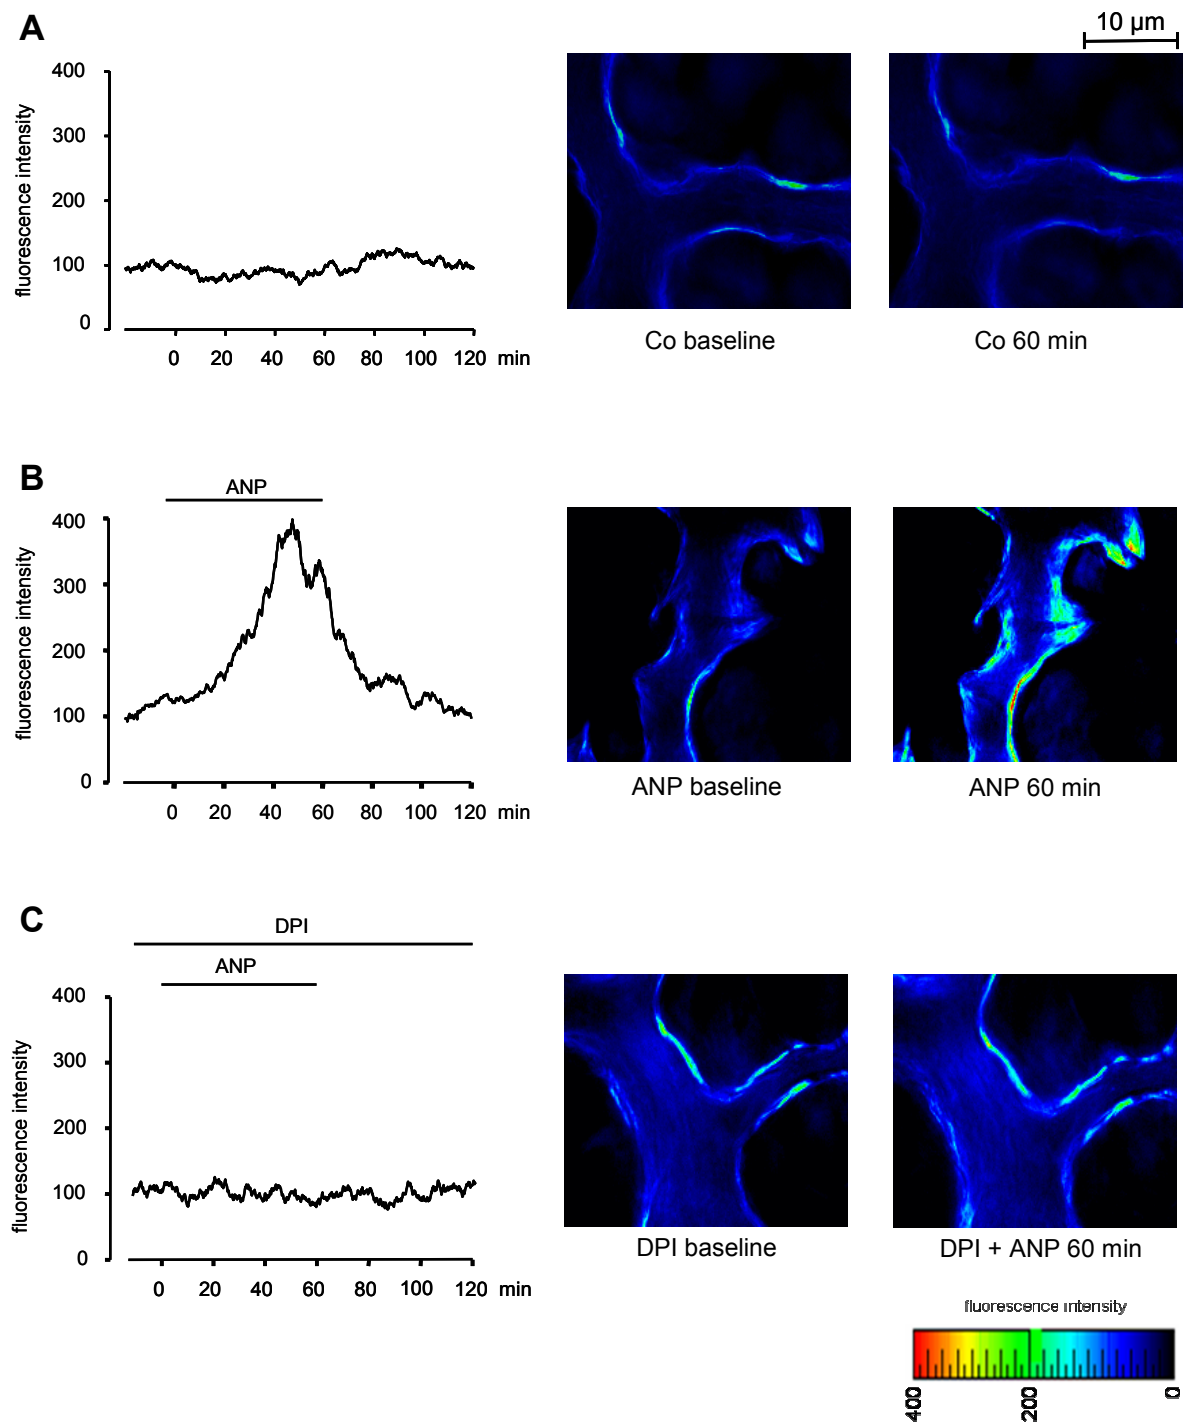 A
10 µm
400
300
200
100
0
fluorescence intensity
0 20 40 60 80 100 120 min
Co baseline
Co 60 min
B
ANP
400
300
200
100
0
fluorescence intensity
0 20 40 60 80 100 120 min
ANP baseline
ANP 60 min
C
DPI
ANP
400
300
200
100
0
fluorescence intensity
0 20 40 60 80 100 120 min
DPI baseline
DPI + ANP 60 min
fluorescence intensity
400 200 0